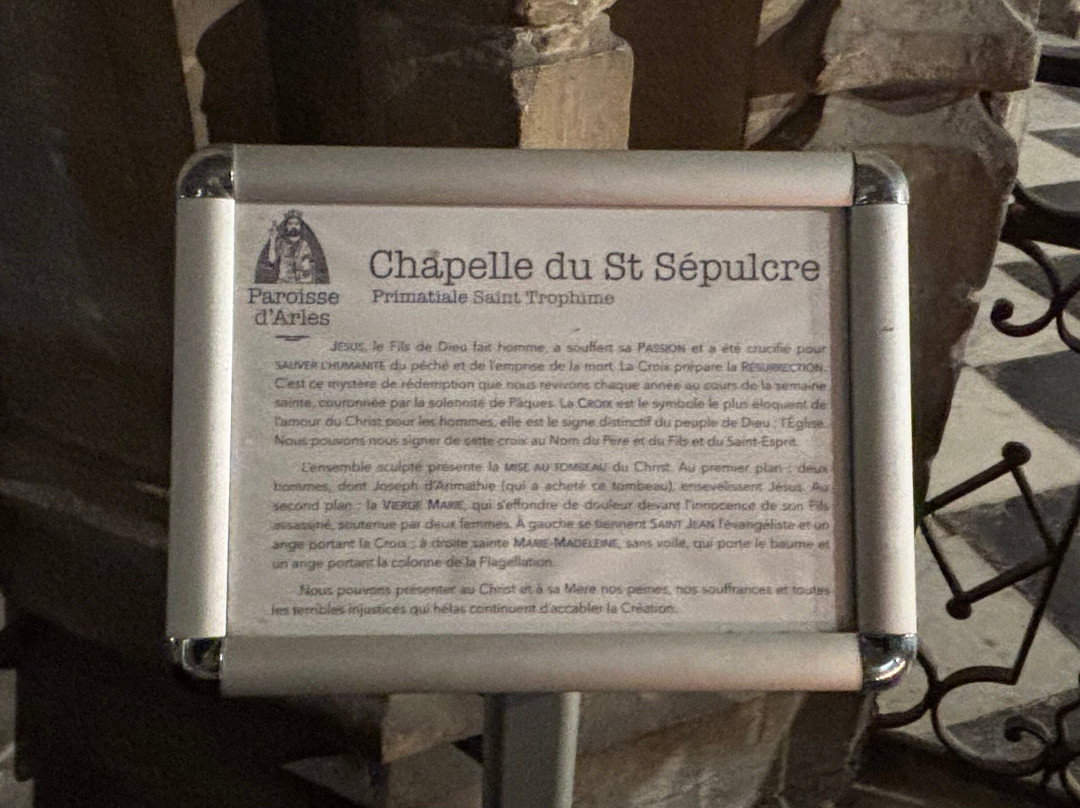 Chapelle du St Sépulcre
Paroisse
d'Arles
Primatiale Saint Trophime
JÉSUS, le Fils de Dieu fait homme, a souffert sa PASSION et a été crucifié pour
SAUVER L'HUMANITÉ du péché et de l'emprise de la mort. La Croix prépare la RÉSURRECTION.
C'est ce mystère de rédemption que nous revivons chaque année au cours de la semaine
sainte, couronnée par la solennité de Pâques. La CROIX est le symbole le plus éloquent de
l'amour du Christ pour les hommes, elle est le signe distinctif du peuple de Dieu : l'Église.
Nous pouvons nous signer de cette croix au Nom du Père et du Fils et du Saint-Esprit.
L'ensemble sculpté présente la MISE AU TOMBEAU du Christ. Au premier plan : deux
hommes, dont Joseph d'Arimathie (qui a acheté ce tombeau), ensevelissent Jésus. Au
second plan : la VIERGE MARIE, qui s'effondre de douleur devant l'innocence de son Fils
assassiné, soutenue par deux femmes. À gauche se tiennent SAINT JEAN l'évangéliste et un
ange portant la Croix ; à droite sainte MARIE-MADELEINE, sans voile, qui porte le baume et
un ange portant la colonne de la Flagellation.
Nous pouvons présenter au Christ et à sa Mère nos peines, nos souffrances et toutes
les terribles injustices qui hélas continuent d'accabler la Création.